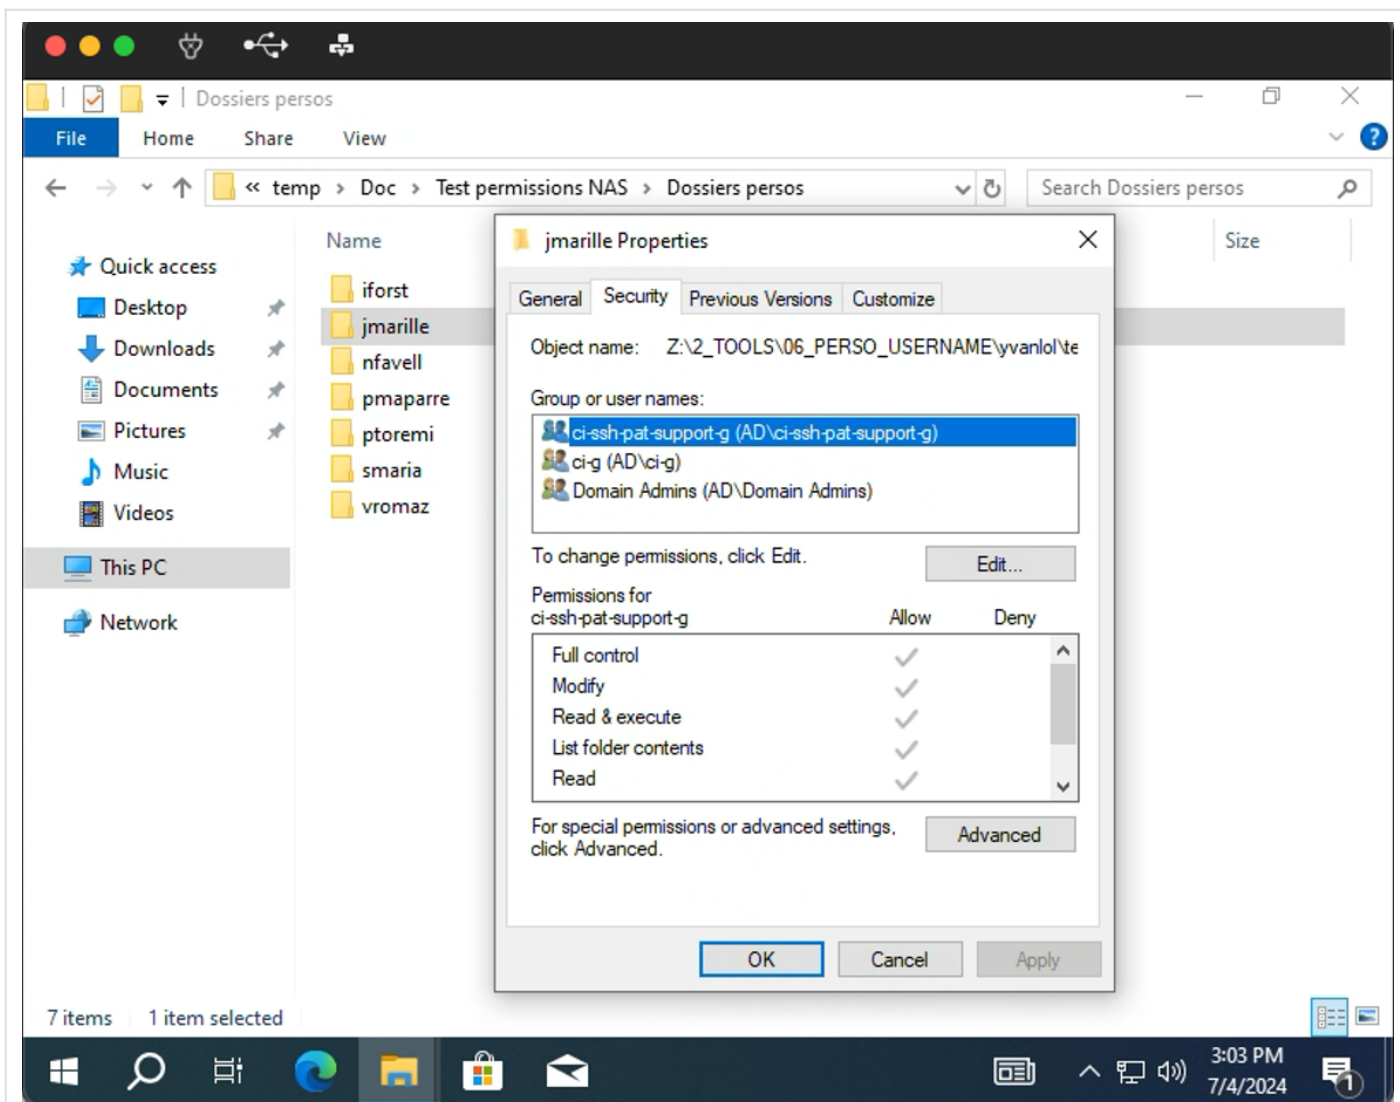 Dossiers persos
File Home Share View
?
« temp > Doc > Test permissions NAS > Dossiers persos
Search Dossiers persos
Quick access
Desktop
Downloads
Documents
Pictures
Music
Videos
This PC
Network
Name
Size
iforst
jmarille
nfavell
pmaparre
ptoremi
smaria
vromaz
jmarille Properties
General Security Previous Versions Customize
Object name: Z:\2_TOOLS\06_PERSO_USERNAME\yvanlol\te
Group or user names:
ci-ssh-pat-support-g (AD\ci-ssh-pat-support-g)
ci-g (AD\ci-g)
Domain Admins (AD\Domain Admins)
To change permissions, click Edit.
Edit...
Permissions for
ci-ssh-pat-support-g Allow Deny
Full control
Modify
Read & execute
List folder contents
Read
For special permissions or advanced settings,
click Advanced.
Advanced
OK Cancel Apply
7 items 1 item selected
3:03 PM
7/4/2024
1